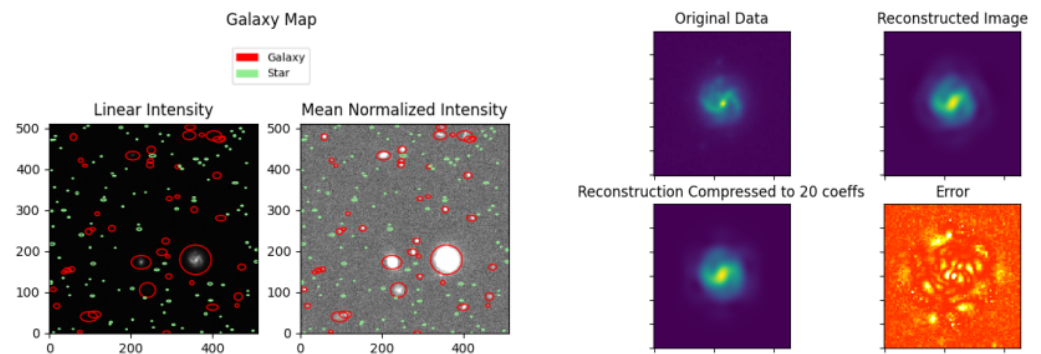 Galaxy Map
Galaxy
Star
Linear Intensity
Mean Normalized Intensity
500
400
300
200
100
0
0 200 400
500
400
300
200
100
0
0 200 400
Original Data
Reconstructed Image
Reconstruction Compressed to 20 coeffs
Error